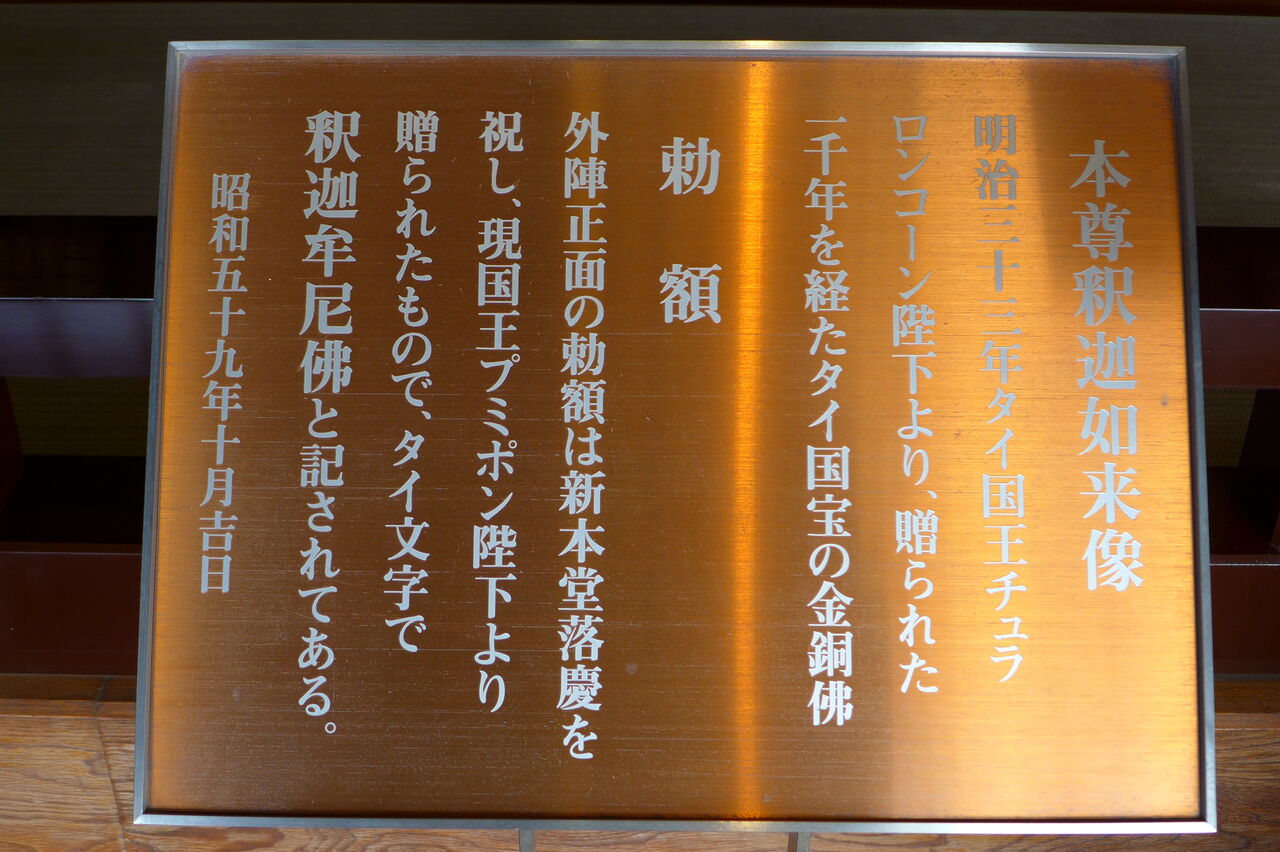 本尊釈迦如来像
明治三十三年タイ国王チュラ
ロンコーン陛下より、贈られた
一千年を経たタイ国宝の金銅佛
勅額
外陣正面の勅額は新本堂落慶を
祝し、現国王プミポン陛下より
贈られたもので、タイ文字で
釈迦牟尼佛と記されてある。
昭和五十九年十月吉日